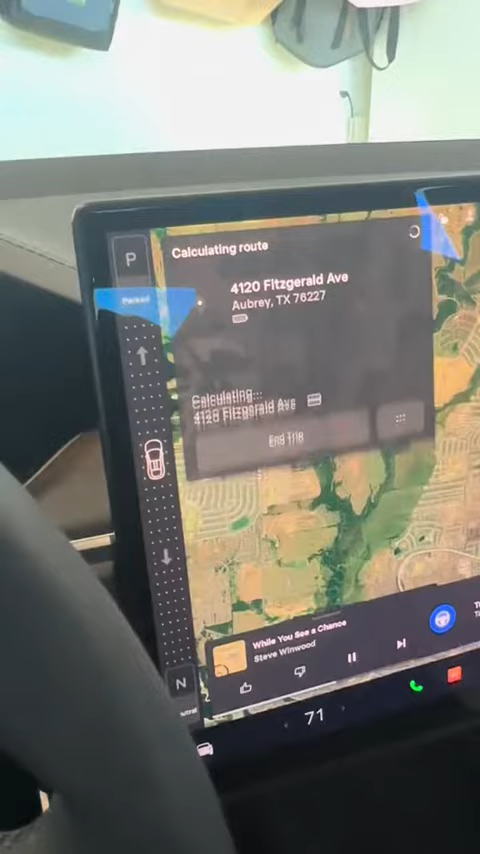 P
Calculating route
Parked
4120 Fitzgerald Ave
Aubrey, TX 76227
Calculating...
4120 Fitzgerald Ave
End Trip
While You See a Chance
Steve Winwood
N
71